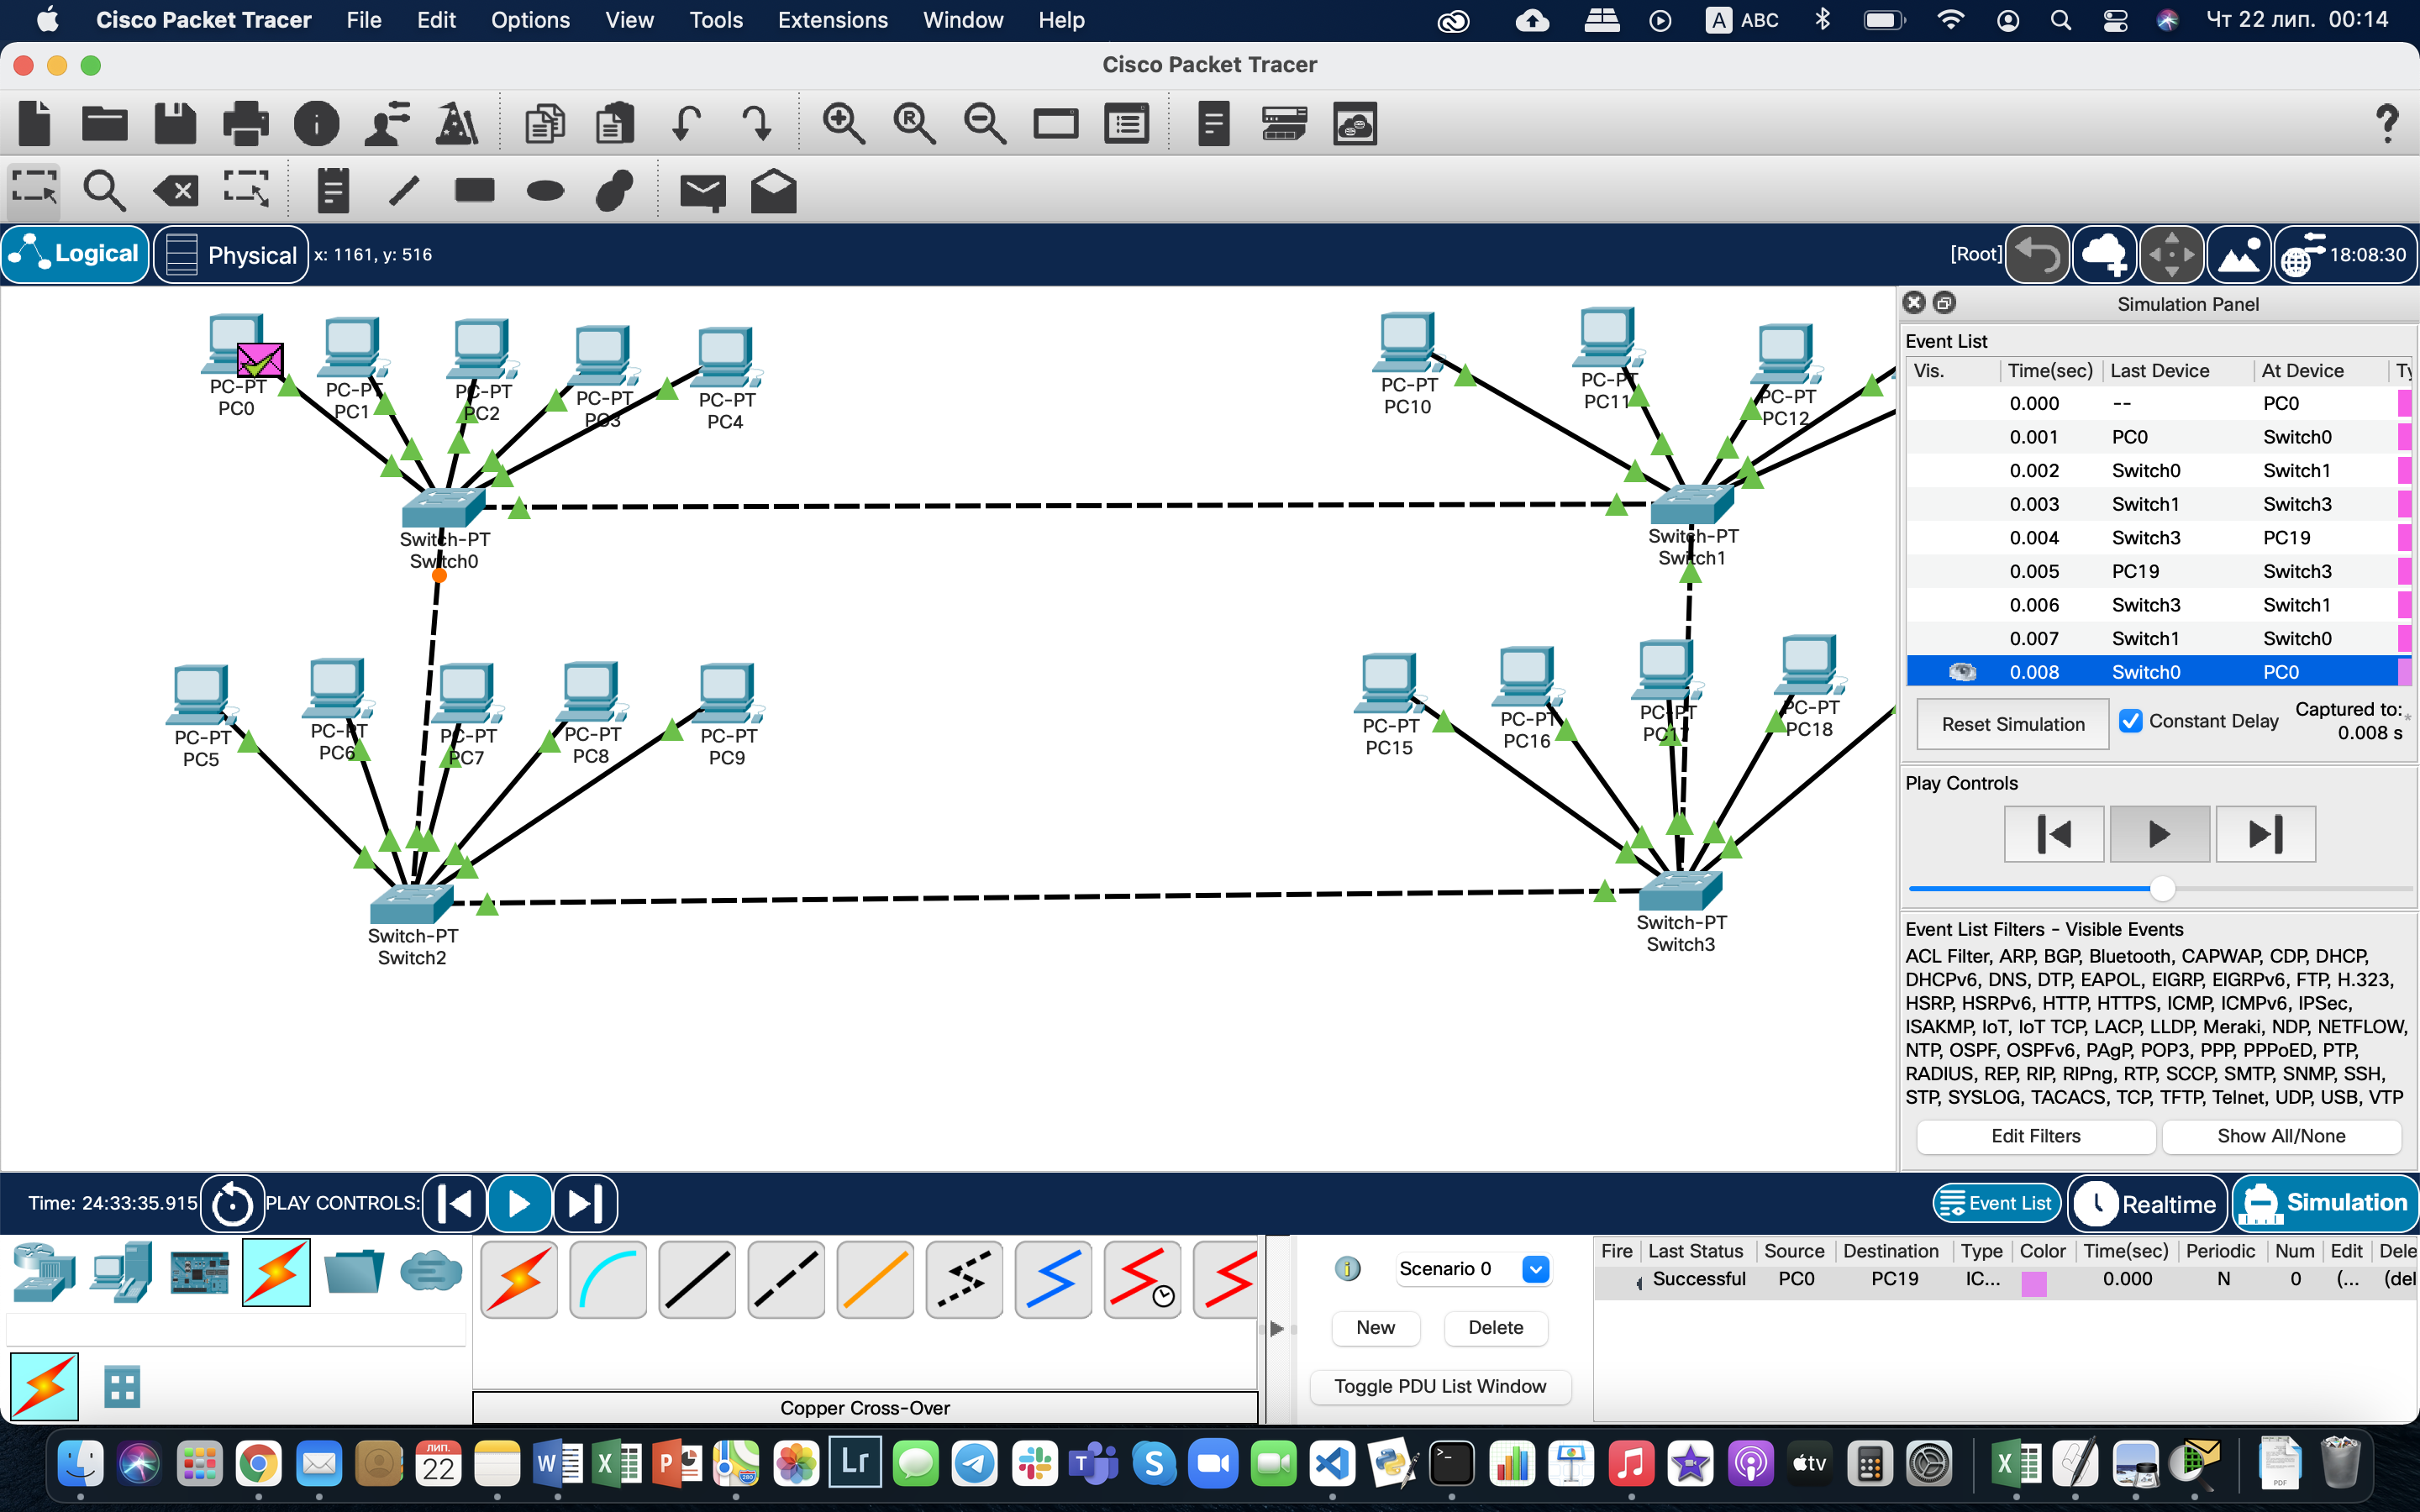 Cisco Packet Tracer File Edit Options View Tools Extensions Window Help A ABC Чт 22 лип. 00:14
Cisco Packet Tracer
Logical Physical x: 1161, y: 516 [Root] 18:08:30
Simulation Panel
Event List
Vis. Time(sec) Last Device At Device Ty
0.000 -- PC0
0.001 PC0 Switch0
0.002 Switch0 Switch1
0.003 Switch1 Switch3
0.004 Switch3 PC19
0.005 PC19 Switch3
0.006 Switch3 Switch1
0.007 Switch1 Switch0
0.008 Switch0 PC0
Reset Simulation Constant Delay Captured to:
0.008 s
Play Controls
Event List Filters - Visible Events
ACL Filter, ARP, BGP, Bluetooth, CAPWAP, CDP, DHCP,
DHCPv6, DNS, DTP, EAPOL, EIGRP, EIGRPv6, FTP, H.323,
HSRP, HSRPv6, HTTP, HTTPS, ICMP, ICMPv6, IPSec,
ISAKMP, IoT, IoT TCP, LACP, LLDP, Meraki, NDP, NETFLOW,
NTP, OSPF, OSPFv6, PAgP, POP3, PPP, PPPoED, PTP,
RADIUS, REP, RIP, RIPng, RTP, SCCP, SMTP, SNMP, SSH,
STP, SYSLOG, TACACS, TCP, TFTP, Telnet, UDP, USB, VTP
Edit Filters Show All/None
PC-PT
PC0
PC-PT
PC1
PC-PT
PC2
PC-PT
PC3
PC-PT
PC4
PC-PT
PC10
PC-PT
PC11
PC-PT
PC12
Switch-PT
Switch0
Switch-PT
Switch1
PC-PT
PC5
PC-PT
PC6
PC-PT
PC7
PC-PT
PC8
PC-PT
PC9
PC-PT
PC15
PC-PT
PC16
PC-PT
PC17
PC-PT
PC18
Switch-PT
Switch2
Switch-PT
Switch3
Time: 24:33:35.915 PLAY CONTROLS: Event List Realtime Simulation
Copper Cross-Over
Scenario 0
New Delete
Toggle PDU List Window
Fire Last Status Source Destination Type Color Time(sec) Periodic Num Edit Dele
Successful PC0 PC19 IC... 0.000 N 0 (... (del
ЛИП.
22
W X P Lr T S tv X PDF